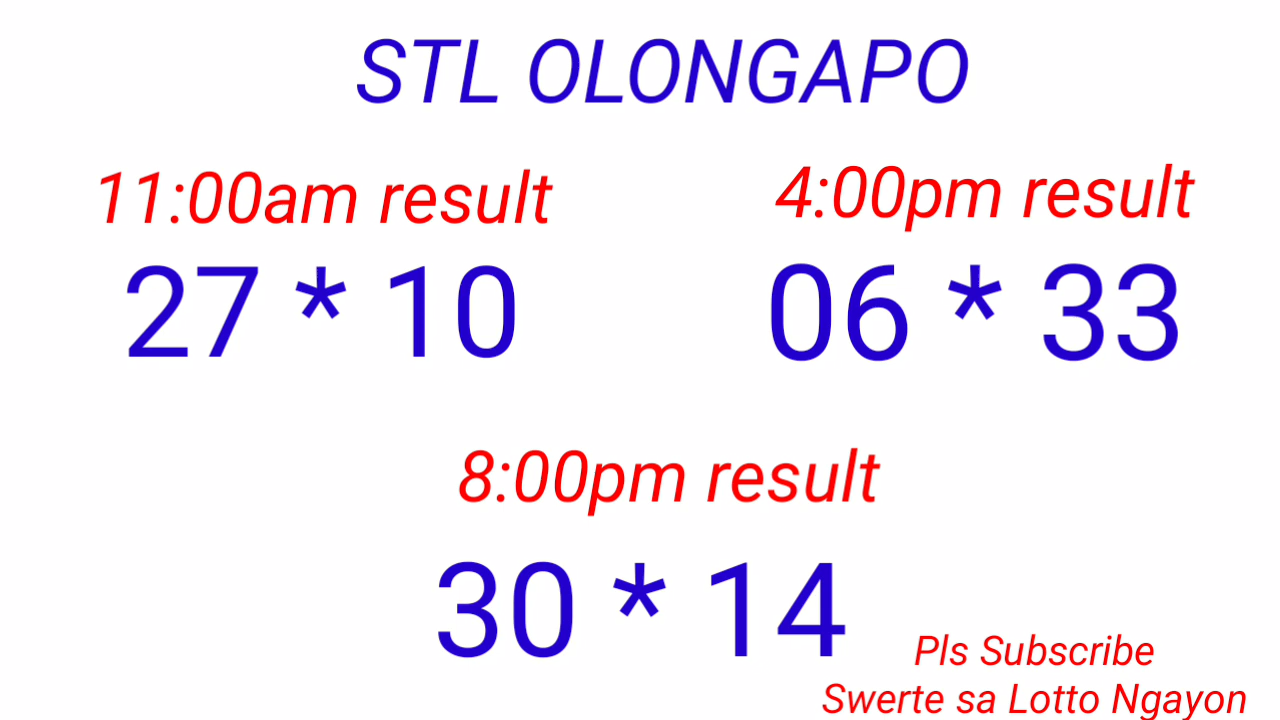 STL OLONGAPO
11:00am result
27 * 10
4:00pm result
06 * 33
8:00pm result
30 * 14
Pls Subscribe
Swerte sa Lotto Ngayon